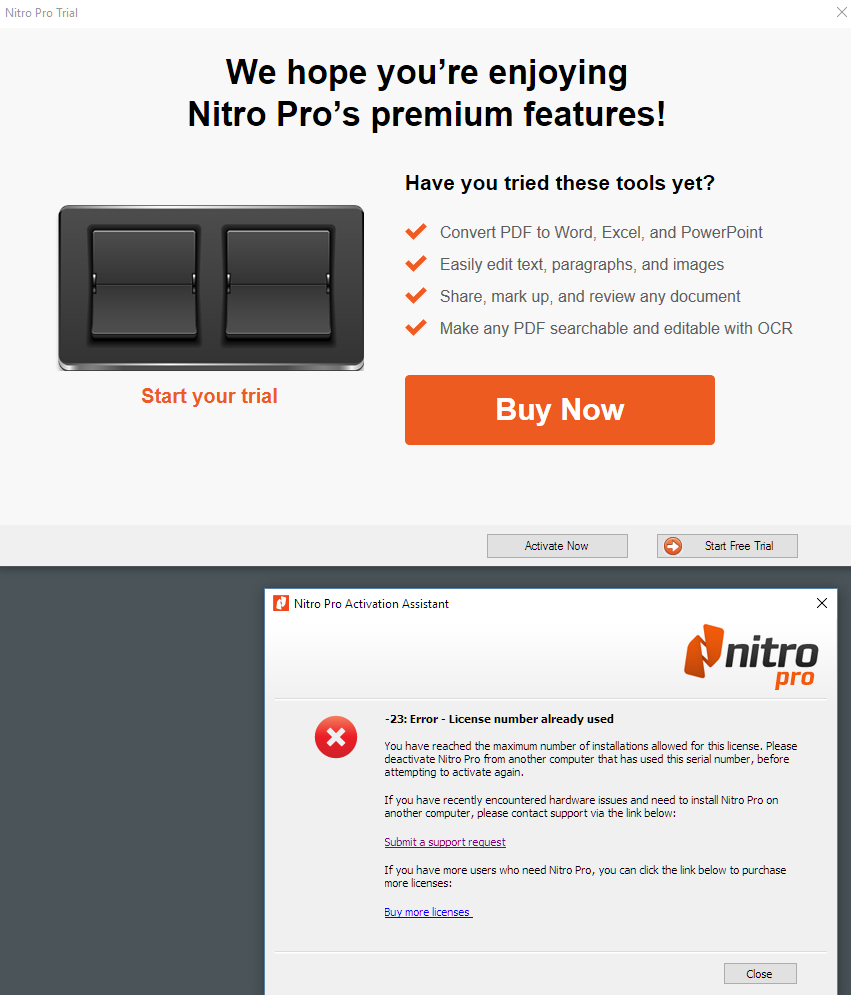 Nitro Pro Trial
We hope you’re enjoying
Nitro Pro’s premium features!
Have you tried these tools yet?
Convert PDF to Word, Excel, and PowerPoint
Easily edit text, paragraphs, and images
Share, mark up, and review any document
Make any PDF searchable and editable with OCR
Start your trial
Buy Now
Activate Now
Start Free Trial
Nitro Pro Activation Assistant
nitro
pro
-23: Error - License number already used
You have reached the maximum number of installations allowed for this license. Please
deactivate Nitro Pro from another computer that has used this serial number, before
attempting to activate again.
If you have recently encountered hardware issues and need to install Nitro Pro on
another computer, please contact support via the link below:
Submit a support request
If you have more users who need Nitro Pro, you can click the link below to purchase
more licenses:
Buy more licenses
Close